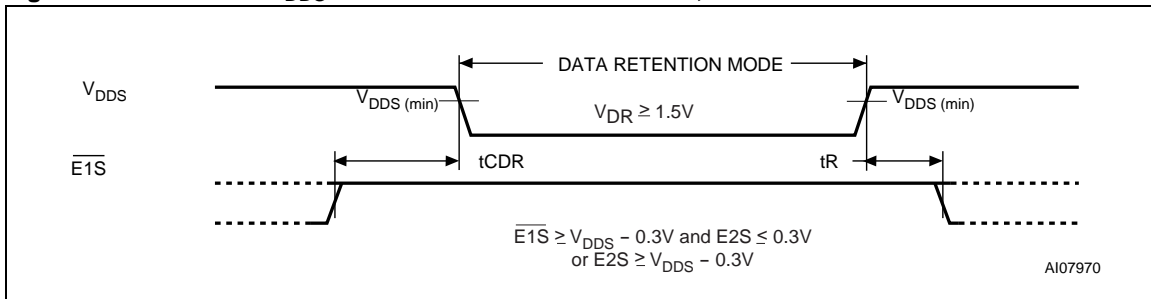 DATA RETENTION MODE
VDDS
VDDS (min)
VDR ≥ 1.5V
VDDS (min)
E1S
tCDR
tR
E1S ≥ VDDS – 0.3V and E2S ≤ 0.3V
or E2S ≥ VDDS – 0.3V
AI07970